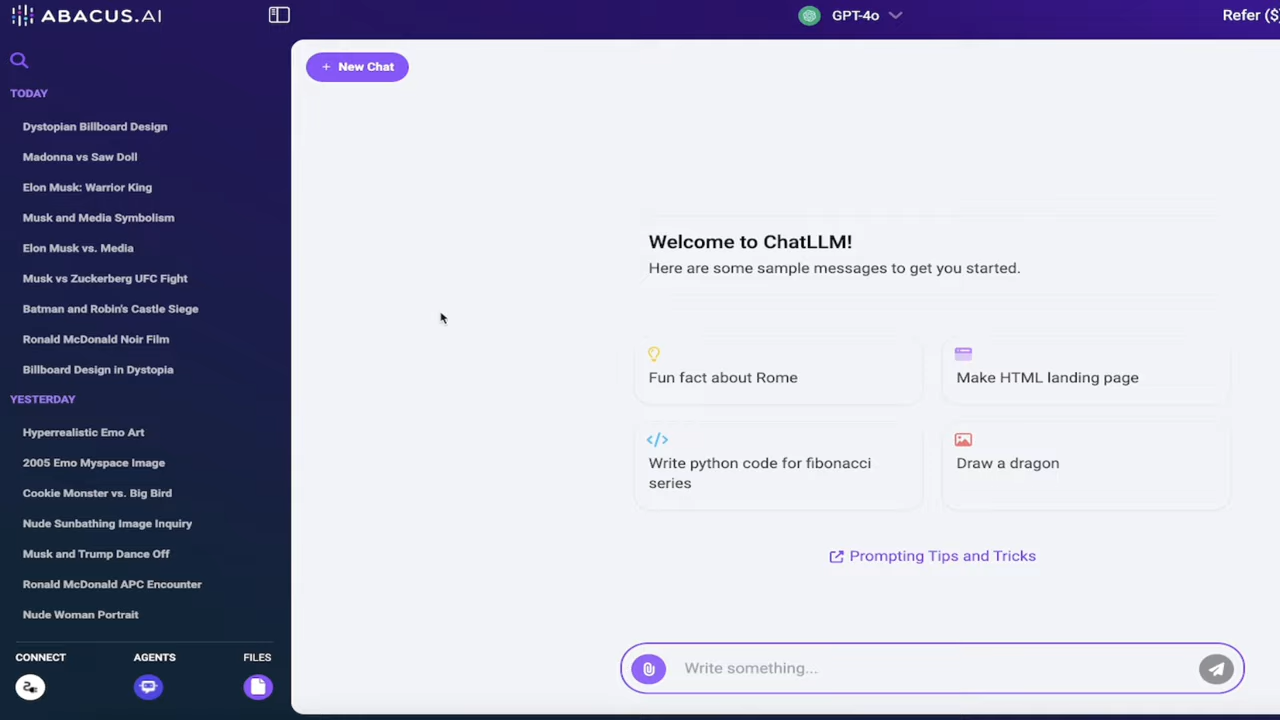 ABACUS.AI
GPT-4o
Refer ($
New Chat
TODAY
Dystopian Billboard Design
Madonna vs Saw Doll
Elon Musk: Warrior King
Musk and Media Symbolism
Elon Musk vs. Media
Musk vs Zuckerberg UFC Fight
Batman and Robin's Castle Siege
Ronald McDonald Noir Film
Billboard Design in Dystopia
YESTERDAY
Hyperrealistic Emo Art
2005 Emo Myspace Image
Cookie Monster vs. Big Bird
Nude Sunbathing Image Inquiry
Musk and Trump Dance Off
Ronald McDonald APC Encounter
Nude Woman Portrait
CONNECT
AGENTS
FILES
Welcome to ChatLLM!
Here are some sample messages to get you started.
Fun fact about Rome
Make HTML landing page
</>
Write python code for fibonacci
series
Draw a dragon
Prompting Tips and Tricks
Write something...